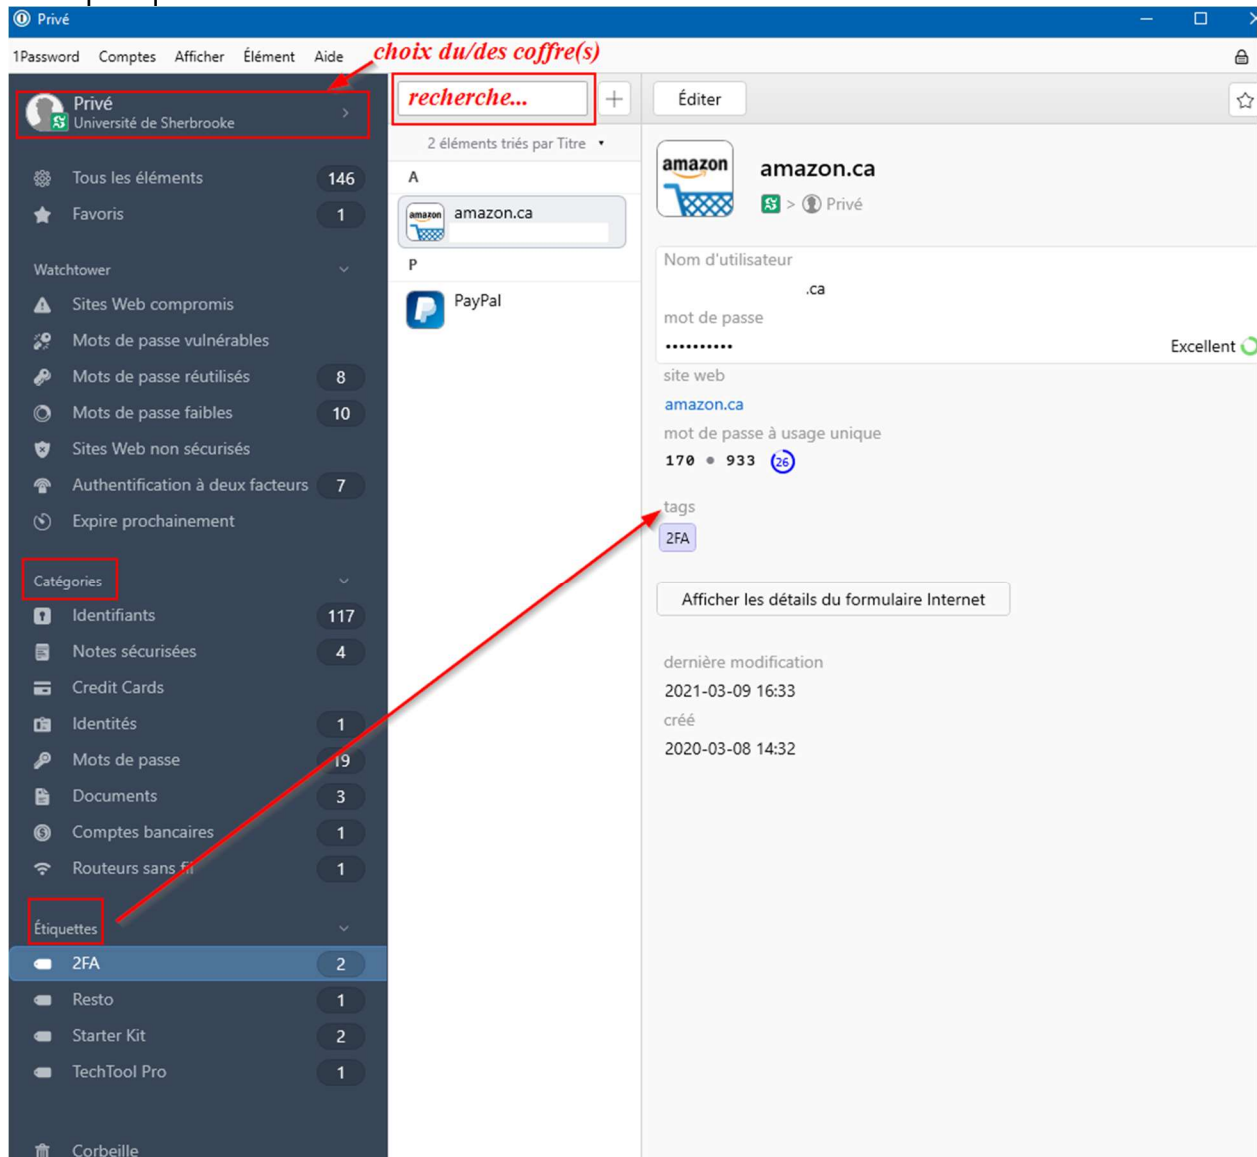 Privé
1Password Comptes Afficher Élément Aide
choix du/des coffre(s)
Privé
Université de Sherbrooke
Tous les éléments 146
Favoris 1
Watchtower
Sites Web compromis
Mots de passe vulnérables
Mots de passe réutilisés 8
Mots de passe faibles 10
Sites Web non sécurisés
Authentification à deux facteurs 7
Expire prochainement
Catégories
Identifiants 117
Notes sécurisées 4
Credit Cards
Identités 1
Mots de passe 19
Documents 3
Comptes bancaires 1
Routeurs sans fil 1
Étiquettes
2FA 2
Resto 1
Starter Kit 2
TechTool Pro 1
Corbeille
recherche... +
2 éléments triés par Titre
A
amazon
amazon.ca
P
PayPal
Éditer
amazon
amazon.ca
> Privé
Nom d'utilisateur
.ca
mot de passe
••••••••••
Excellent
site web
amazon.ca
mot de passe à usage unique
170 • 933 26
tags
2FA
Afficher les détails du formulaire Internet
dernière modification
2021-03-09 16:33
créé
2020-03-08 14:32